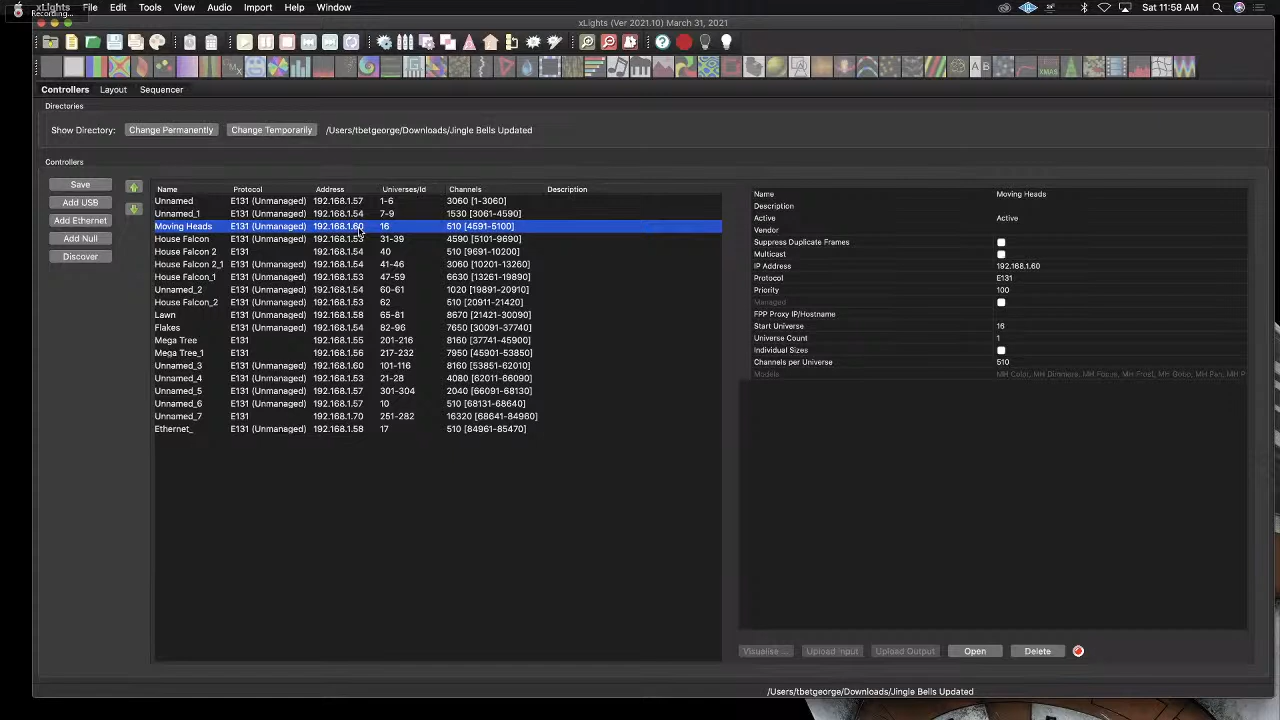 Recording...
xLights File Edit View Tools Audio Import Help Window Sat 11:58 AM
xLights (Ver 2021.10) March 31, 2021
Controllers Layout Sequencer
Directories
Show Directory: Change Permanently Change Temporarily /Users/tbetgeorge/Downloads/Jingle Bells Updated
Controllers
Save
Add USB
Add Ethernet
Add Null
Discover
Name Protocol Address Universes/Id Channels Description
Unnamed E131 (Unmanaged) 192.168.1.57 1-6 3060 [1-3060]
Unnamed_1 E131 (Unmanaged) 192.168.1.54 7-9 1530 [3061-4590]
Moving Heads E131 (Unmanaged) 192.168.1.60 16 510 [4591-5100]
House Falcon E131 (Unmanaged) 192.168.1.53 31-39 4590 [5101-9690]
House Falcon 2 E131 (Unmanaged) 192.168.1.54 40 510 [9691-10200]
House Falcon 2_1 E131 (Unmanaged) 192.168.1.54 41-46 3060 [10201-13260]
House Falcon_1 E131 (Unmanaged) 192.168.1.53 47-59 6630 [13261-19890]
Unnamed_2 E131 (Unmanaged) 192.168.1.54 60-61 1020 [19891-20910]
House Falcon_2 E131 (Unmanaged) 192.168.1.53 62 510 [20911-21420]
Lawn E131 (Unmanaged) 192.168.1.58 65-81 8670 [21421-30090]
Flakes E131 (Unmanaged) 192.168.1.54 82-96 7650 [30091-37740]
Mega Tree E131 192.168.1.55 201-216 8160 [37741-45900]
Mega Tree_1 E131 192.168.1.56 217-232 7950 [45901-53850]
Unnamed_3 E131 (Unmanaged) 192.168.1.60 101-116 8160 [53851-62010]
Unnamed_4 E131 (Unmanaged) 192.168.1.53 21-28 4080 [62011-66090]
Unnamed_5 E131 (Unmanaged) 192.168.1.57 301-304 2040 [66091-68130]
Unnamed_6 E131 (Unmanaged) 192.168.1.57 10 510 [68131-68640]
Unnamed_7 E131 192.168.1.70 251-282 16320 [68641-84960]
Ethernet_ E131 (Unmanaged) 192.168.1.58 17 510 [84961-85470]
Name Moving Heads
Description
Active Active
Vendor
Suppress Duplicate Frames
Multicast
IP Address 192.168.1.60
Protocol E131
Priority 100
Managed
FPP Proxy IP/Hostname
Start Universe 16
Universe Count 1
Individual Sizes
Channels per Universe 510
Models MH Color, MH Dimmers, MH Focus, MH Frost, MH Gobo, MH Pan, MH P
Visualise ... Upload Input Upload Output Open Delete
/Users/tbetgeorge/Downloads/Jingle Bells Updated